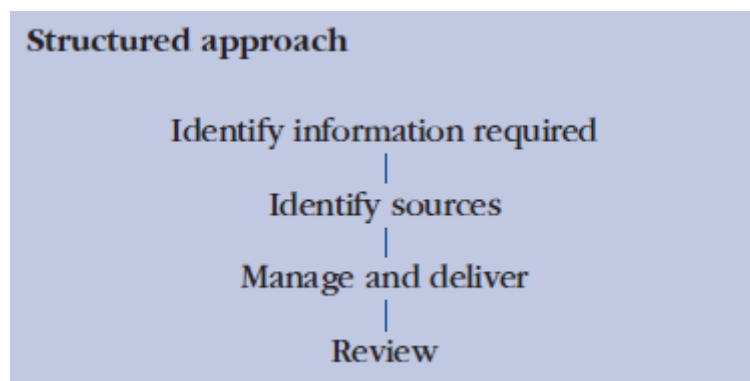 Structured approach
Identify information required
Identify sources
Manage and deliver
Review